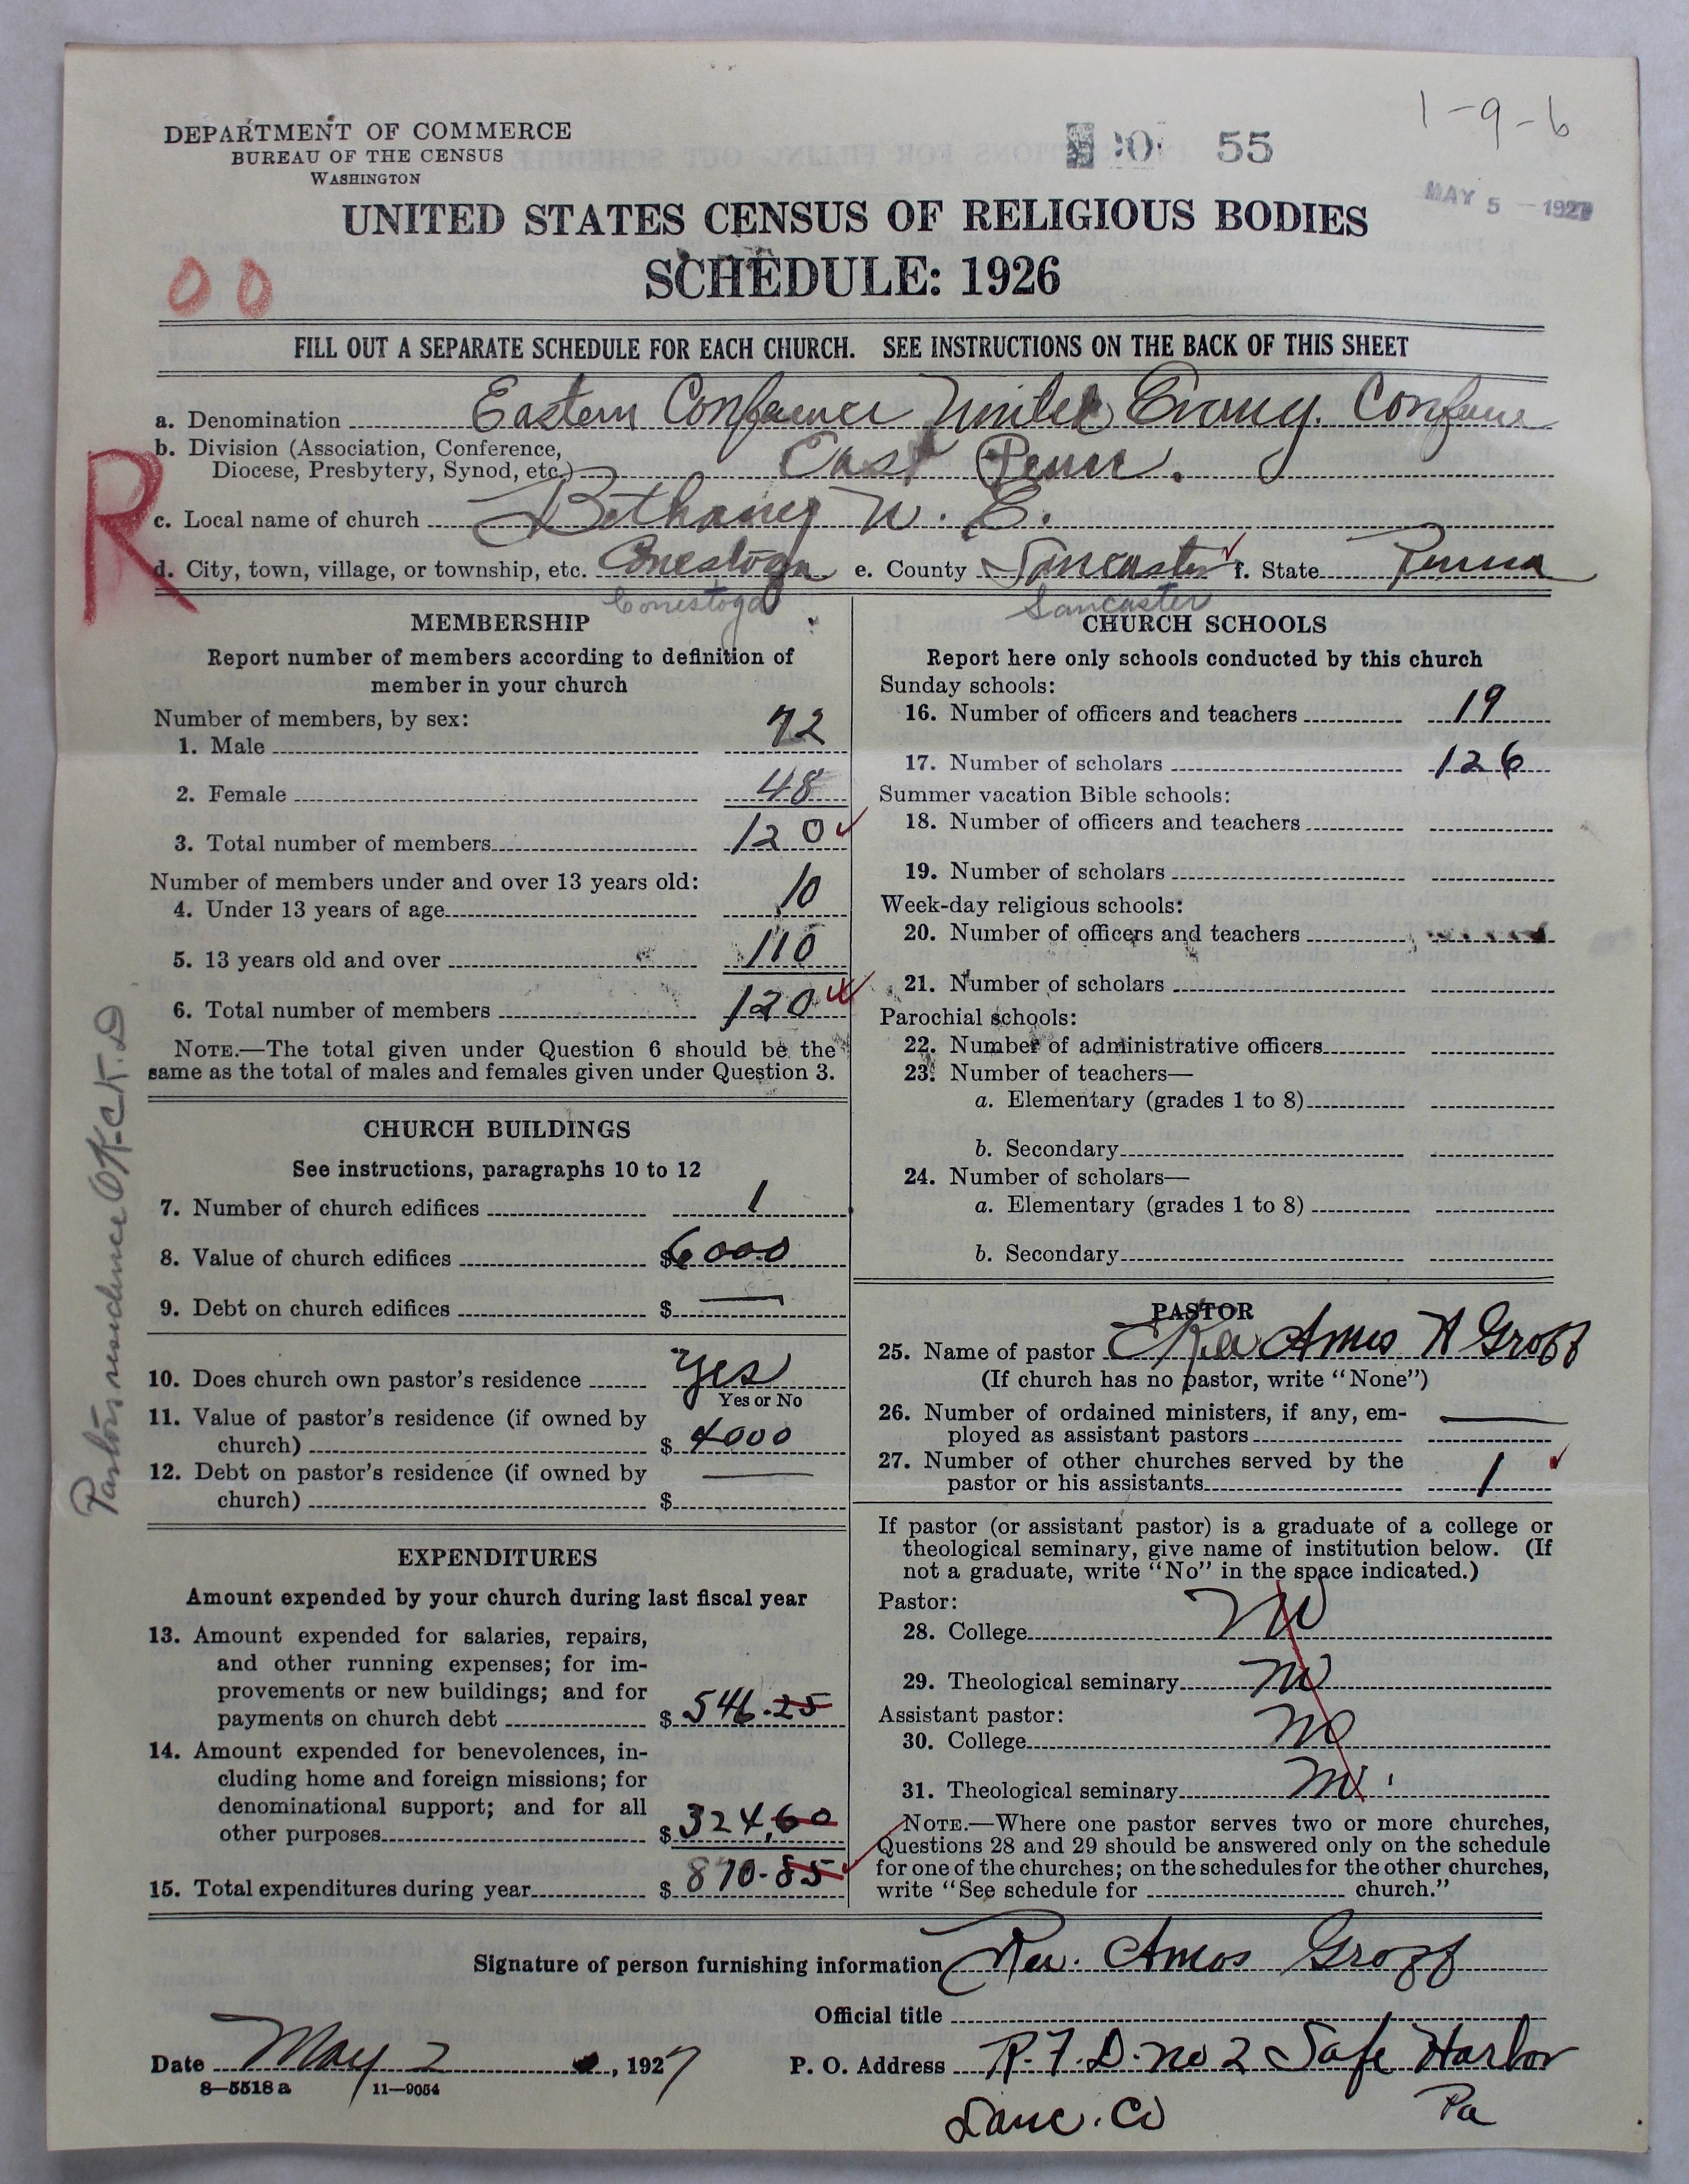 1-9-6
DEPARTMENT OF COMMERCE
BUREAU OF THE CENSUS
WASHINGTON
55
MAY 5 1927
UNITED STATES CENSUS OF RELIGIOUS BODIES
SCHEDULE: 1926
00
FILL OUT A SEPARATE SCHEDULE FOR EACH CHURCH. SEE INSTRUCTIONS ON THE BACK OF THIS SHEET
R
a. Denomination Eastern Conference United Evang. Conference
b. Division (Association, Conference,
Diocese, Presbytery, Synod, etc.) East Penn.
c. Local name of church Bethany U. E.
d. City, town, village, or township, etc. Conestoga e. County Lancaster f. State Penna
Conestoga Lancaster
MEMBERSHIP
Report number of members according to definition of
member in your church
Number of members, by sex:
1. Male 72
2. Female 48
3. Total number of members 120
Number of members under and over 13 years old:
4. Under 13 years of age 10
5. 13 years old and over 110
6. Total number of members 120
NOTE.—The total given under Question 6 should be the
same as the total of males and females given under Question 3.
CHURCH BUILDINGS
See instructions, paragraphs 10 to 12
7. Number of church edifices 1
8. Value of church edifices $6000
9. Debt on church edifices $ —
10. Does church own pastor's residence Yes
Yes or No
11. Value of pastor's residence (if owned by
church) $ 4000
12. Debt on pastor's residence (if owned by —
church) $
Pastors residence OK-CK.D
EXPENDITURES
Amount expended by your church during last fiscal year
13. Amount expended for salaries, repairs,
and other running expenses; for im-
provements or new buildings; and for
payments on church debt $ 546.25
14. Amount expended for benevolences, in-
cluding home and foreign missions; for
denominational support; and for all
other purposes $ 324,60
15. Total expenditures during year $ 870-85
CHURCH SCHOOLS
Report here only schools conducted by this church
Sunday schools:
16. Number of officers and teachers 19
17. Number of scholars 126
Summer vacation Bible schools:
18. Number of officers and teachers
19. Number of scholars
Week-day religious schools:
20. Number of officers and teachers
21. Number of scholars
Parochial schools:
22. Number of administrative officers
23. Number of teachers—
a. Elementary (grades 1 to 8)
b. Secondary
24. Number of scholars—
a. Elementary (grades 1 to 8)
b. Secondary
PASTOR
25. Name of pastor Rev Amos H Groff
(If church has no pastor, write "None")
26. Number of ordained ministers, if any, em- —
ployed as assistant pastors
27. Number of other churches served by the
pastor or his assistants 1
If pastor (or assistant pastor) is a graduate of a college or
theological seminary, give name of institution below. (If
not a graduate, write "No" in the space indicated.)
Pastor:
28. College No
29. Theological seminary No
Assistant pastor:
30. College No
31. Theological seminary No.
NOTE.—Where one pastor serves two or more churches,
Questions 28 and 29 should be answered only on the schedule
for one of the churches; on the schedules for the other churches,
write "See schedule for church."
Signature of person furnishing information Rev. Amos Groff
Official title
Date May 2, 1927 P. O. Address R.F.D. no 2 Safe Harbor
8—5518 a 11—9054
Lanc. Co Pa